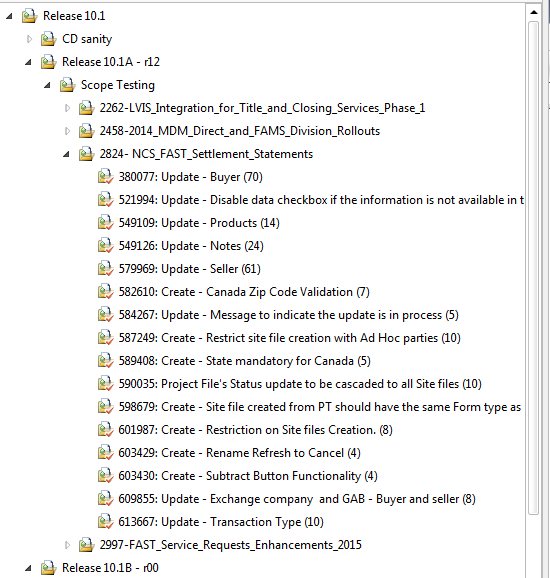 Release 10.1
CD sanity
Release 10.1A - r12
Scope Testing
2262-LVIS_Integration_for_Title_and_Closing_Services_Phase_1
2458-2014_MDM_Direct_and_FAMS_Division_Rollouts
2824- NCS_FAST_Settlement_Statements
380077: Update - Buyer (70)
521994: Update - Disable data checkbox if the information is not available in t
549109: Update - Products (14)
549126: Update - Notes (24)
579969: Update - Seller (61)
582610: Create - Canada Zip Code Validation (7)
584267: Update - Message to indicate the update is in process (5)
587249: Create - Restrict site file creation with Ad Hoc parties (10)
589408: Create - State mandatory for Canada (5)
590035: Project File's Status update to be cascaded to all Site files (10)
598679: Create - Site file created from PT should have the same Form type as
601987: Create - Restriction on Site files Creation. (8)
603429: Create - Rename Refresh to Cancel (4)
603430: Create - Subtract Button Functionality (4)
609855: Update - Exchange company  and GAB - Buyer and seller (8)
613667: Update - Transaction Type (10)
2997-FAST_Service_Requests_Enhancements_2015
Release 10.1B - r00